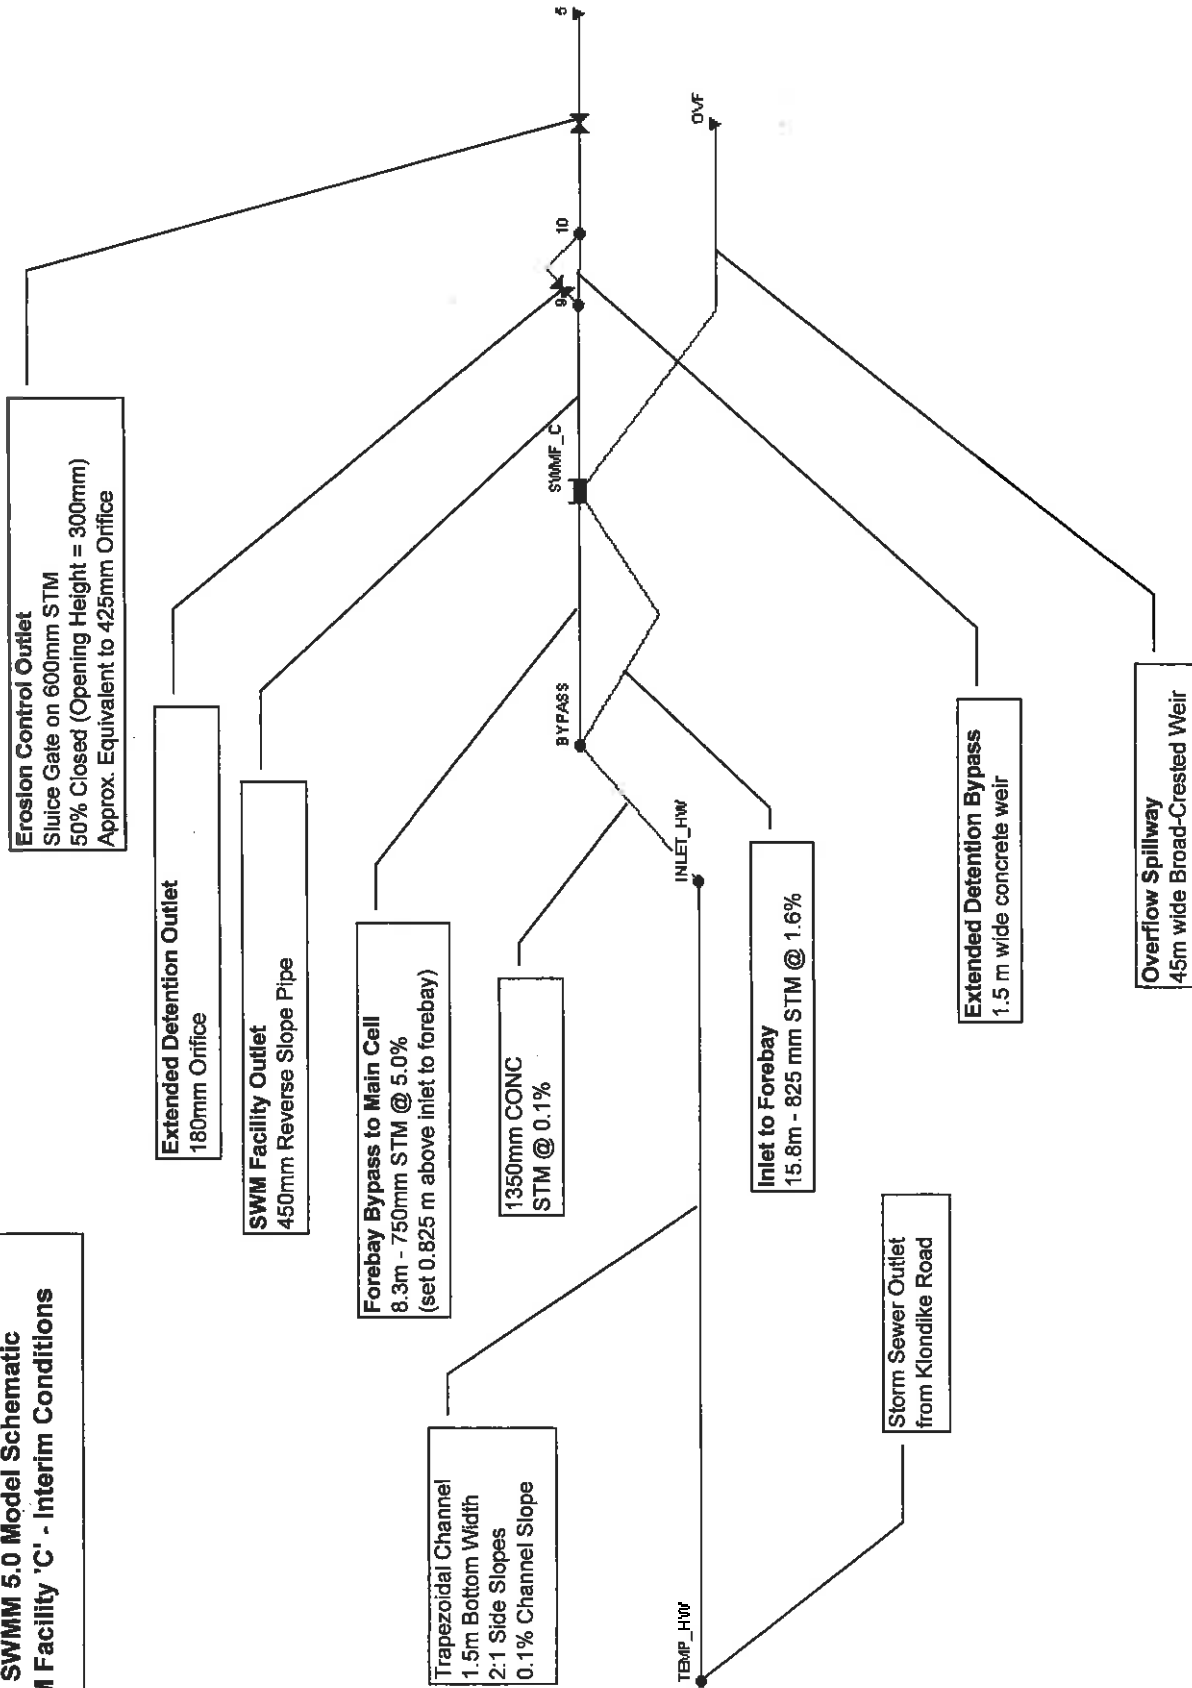 SWMM 5.0 Model Schematic
Facility 'C' - Interim Conditions
Erosion Control Outlet
Sluice Gate on 600mm STM
50% Closed (Opening Height = 300mm)
Approx. Equivalent to 425mm Orifice
Extended Detention Outlet
180mm Orifice
SWM Facility Outlet
450mm Reverse Slope Pipe
Forebay Bypass to Main Cell
8.3m - 750mm STM @ 5.0%
(set 0.825 m above inlet to forebay)
1350mm CONC
STM @ 0.1%
Trapezoidal Channel
1.5m Bottom Width
2:1 Side Slopes
0.1% Channel Slope
TEMP_HW
INLET_HW
BYPASS
SWMF_C
9
10
5
OVF
Inlet to Forebay
15.8m - 825 mm STM @ 1.6%
Storm Sewer Outlet
from Klondike Road
Extended Detention Bypass
1.5 m wide concrete weir
Overflow Spillway
45m wide Broad-Crested Weir